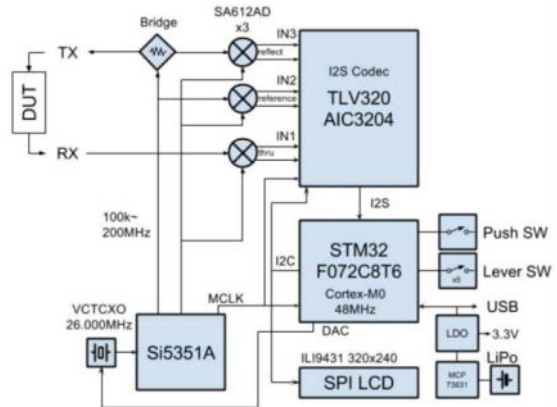 SA612AD
x3
Bridge
TX
IN3
reflect
I2S Codec
TLV320
AIC3204
IN2
reference
DUT
IN1
thru
RX
100k~
200MHz
I2S
STM32
F072C8T6
Cortex-M0
48MHz
Push SW
I2C
x5
Lever SW
VCTCXO
26.000MHz
MCLK
USB
DAC
Si5351A
LDO
3.3V
ILI9431 320x240
LiPo
SPI LCD
MCP
73831